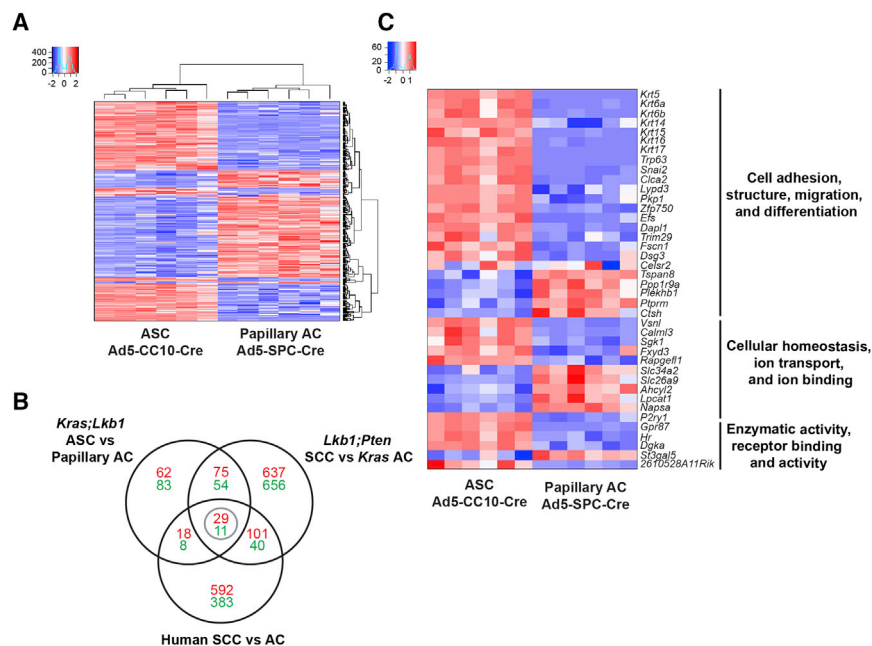 A
400
200
0
-2 0 2
ASC
Ad5-CC10-Cre
Papillary AC
Ad5-SPC-Cre
B
Kras;Lkb1
ASC vs
Papillary AC
Lkb1;Pten
SCC vs Kras AC
62
83
75
54
637
656
29
11
18
8
101
40
592
383
Human SCC vs AC
C
60
40
20
0
-2 0 1
Krt5
Krt6a
Krt6b
Krt14
Krt15
Krt16
Krt17
Trp63
Snai2
Clca2
Lypd3
Pkp1
Zfp750
Efs
Dapl1
Trim29
Fscn1
Dsg3
Celsr2
Tspan8
Ppp1r9a
Plekhb1
Ptprm
Ctsh
Vsnl
Calml3
Sgk1
Fxyd3
Rapgefl1
Slc34a2
Slc26a9
Ahcyl2
Lpcat1
Napsa
P2ry1
Gpr87
Hr
Dgka
St3gal5
2610528A11Rik
Cell adhesion,
structure, migration,
and differentiation
Cellular homeostasis,
ion transport,
and ion binding
Enzymatic activity,
receptor binding
and activity
ASC
Ad5-CC10-Cre
Papillary AC
Ad5-SPC-Cre